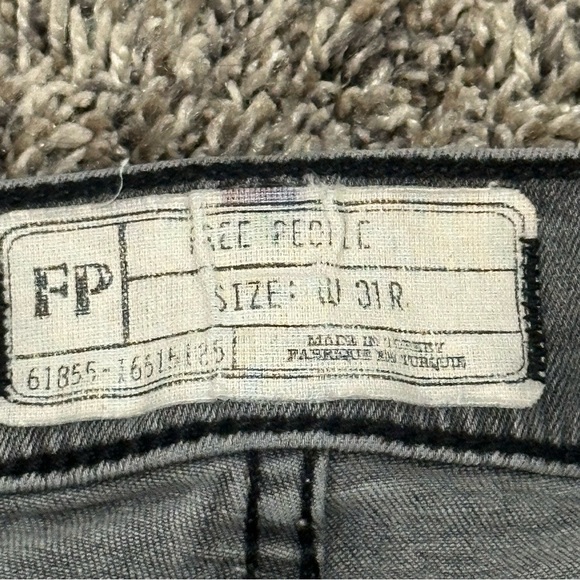 FP
FREE PEOPLE
SIZE: W 31R
MADE IN TURKEY
FABRIQUE EN TURQUIE